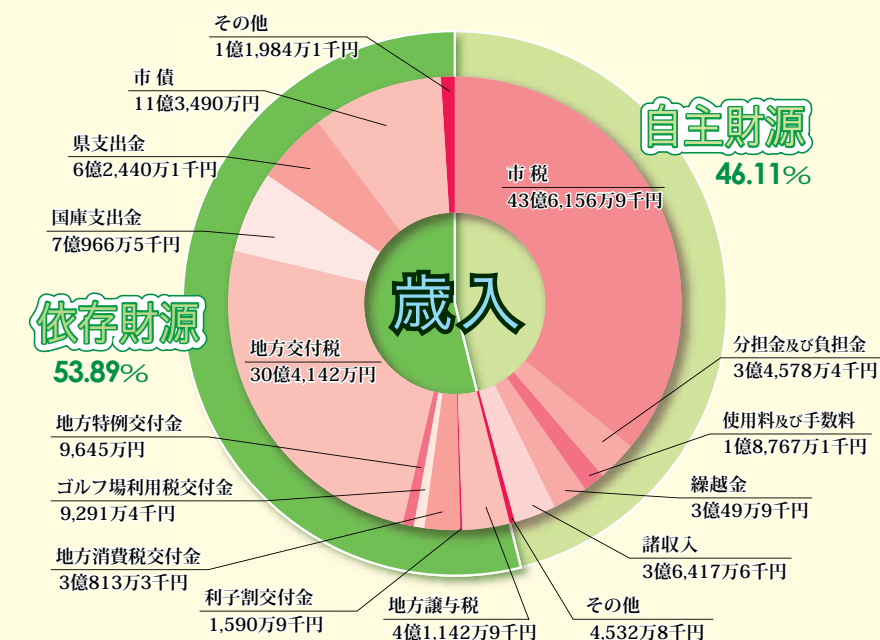 歳入
自主財源
46.11%
市 税
43億6,156万9千円
分担金及び負担金
3億4,578万4千円
使用料及び手数料
1億8,767万1千円
繰越金
3億49万9千円
諸収入
3億6,417万6千円
その他
4,532万8千円
依存財源
53.89%
地方譲与税
4億1,142万9千円
利子割交付金
1,590万9千円
地方消費税交付金
3億813万3千円
ゴルフ場利用税交付金
9,291万4千円
地方特例交付金
9,645万円
地方交付税
30億4,142万円
国庫支出金
7億966万5千円
県支出金
6億2,440万1千円
市 債
11億3,490万円
その他
1億1,984万1千円